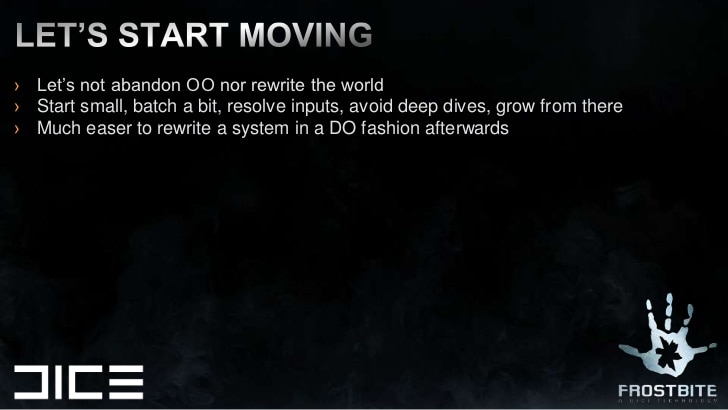 LET'S START MOVING
› Let's not abandon OO nor rewrite the world
› Start small, batch a bit, resolve inputs, avoid deep dives, grow from there
› Much easer to rewrite a system in a DO fashion afterwards
DICE
FROSTBITE
A DICE TECHNOLOGY